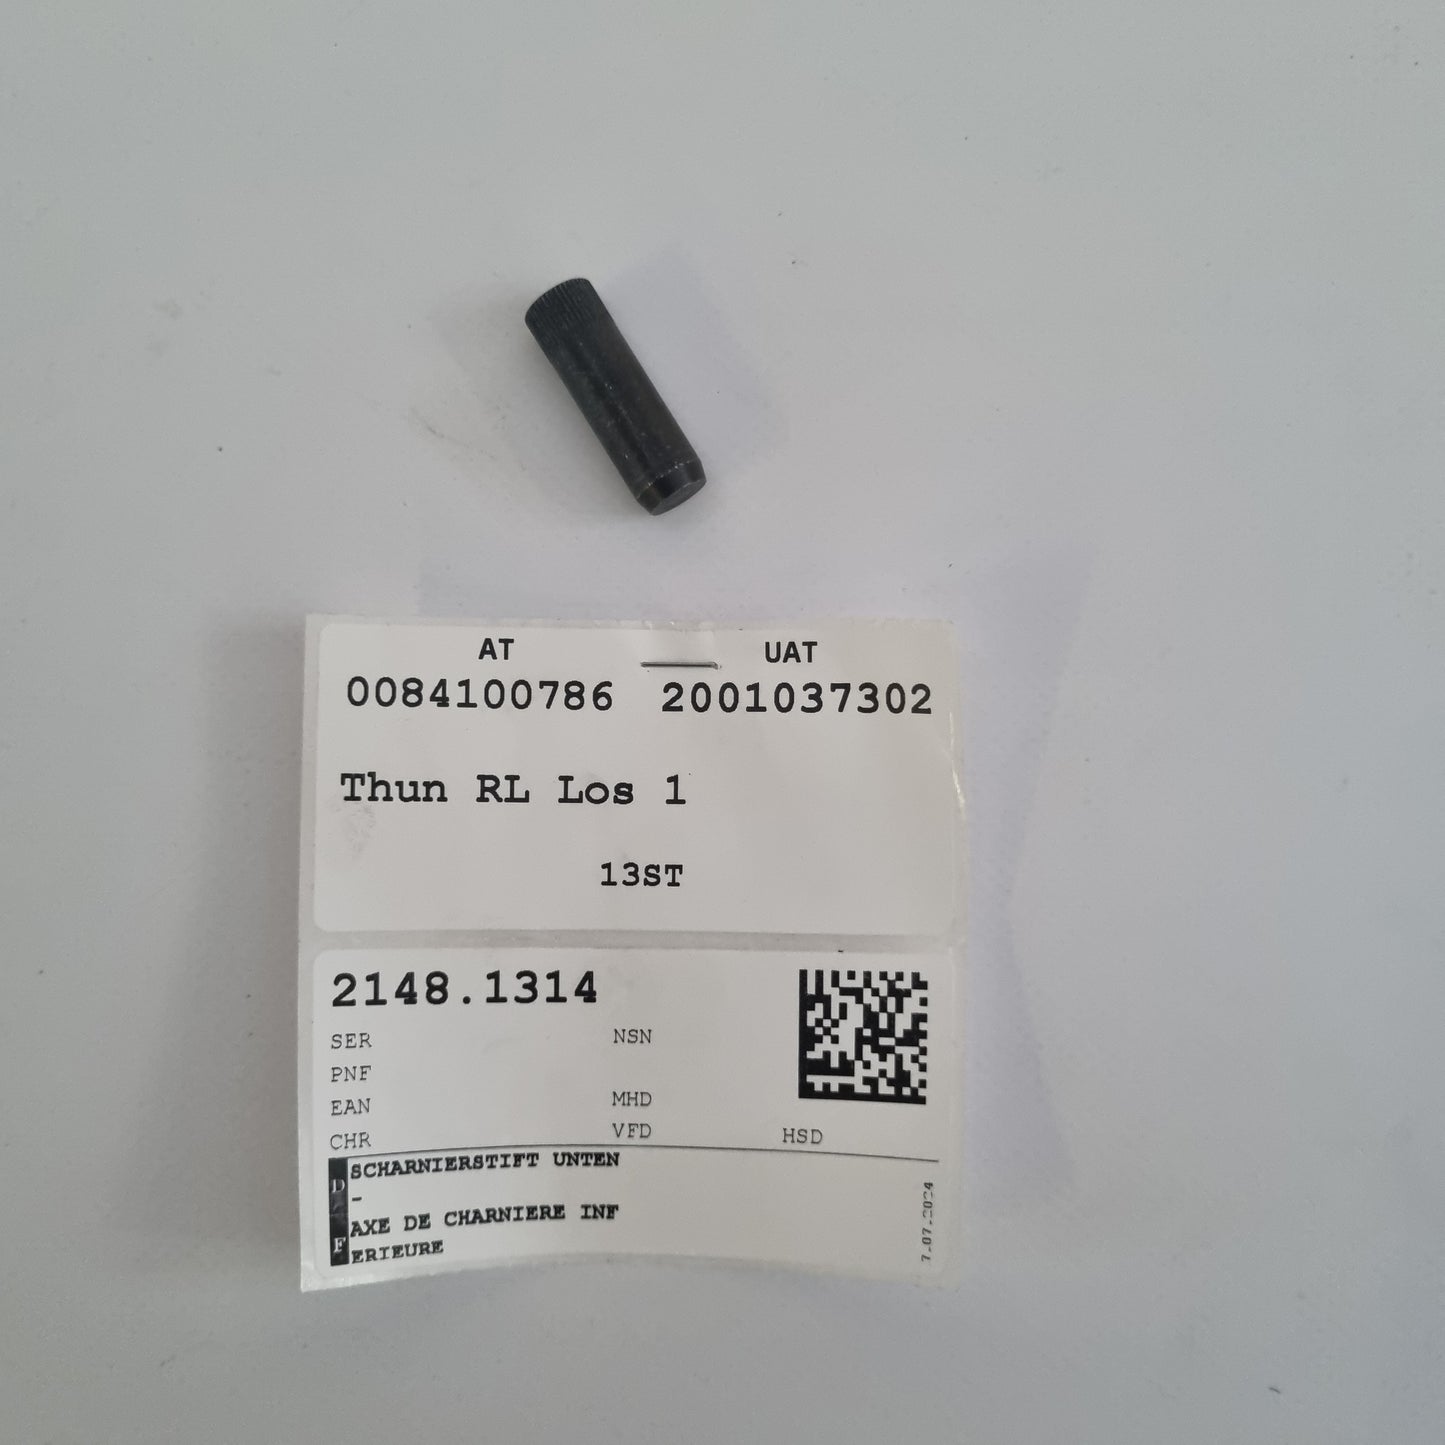 AT UAT
0084100786 2001037302
Thun RL Los 1
13ST
2148.1314
SER NSN
PNF
EAN MHD
CHR VFD HSD
D SCHARNIERSTIFT UNTEN
-
F AXE DE CHARNIERE INF
ERIEURE
7.07.2024